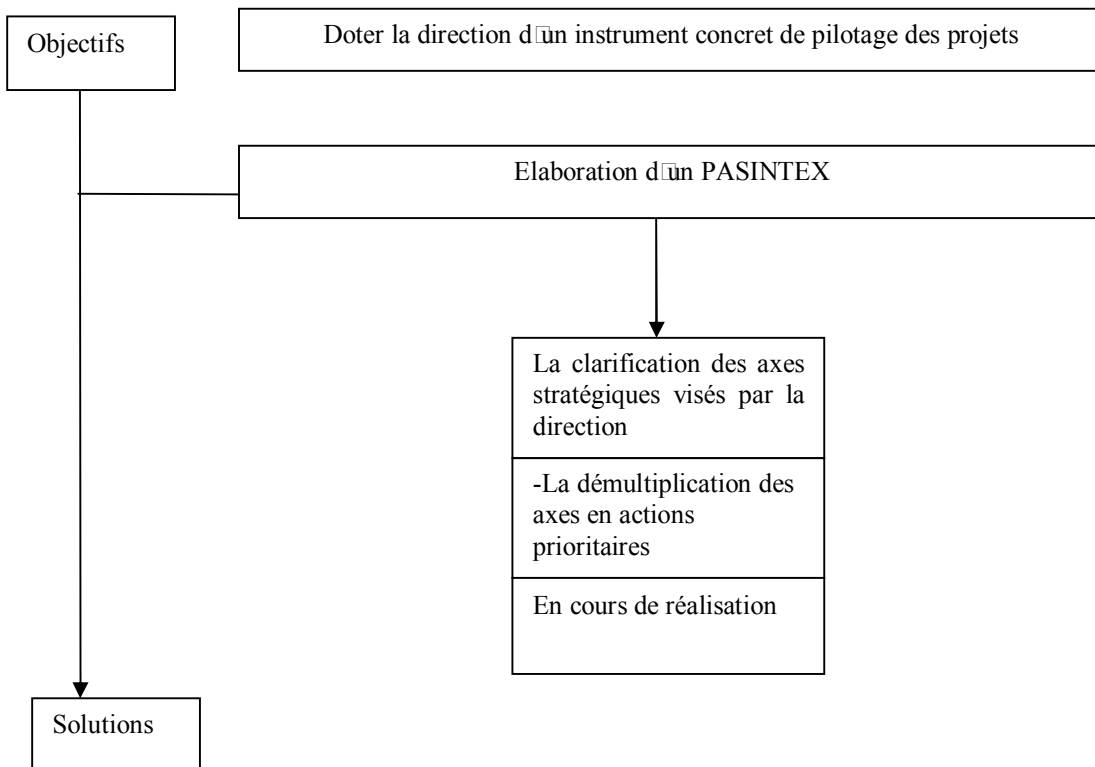 Objectifs
Doter la direction d□un instrument concret de pilotage des projets
Elaboration d□un PASINTEX
La clarification des axes
stratégiques visés par la
direction
-La démultiplication des
axes en actions
prioritaires
En cours de réalisation
Solutions